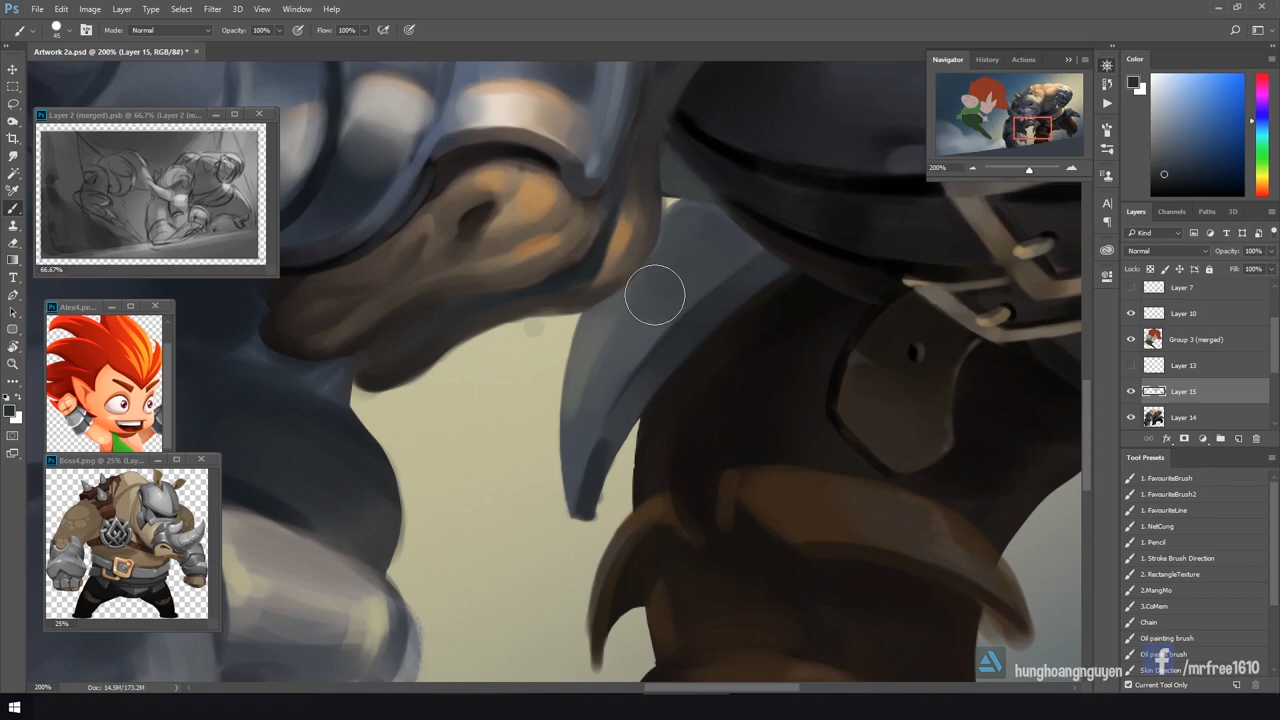 Ps File Edit Image Layer Type Select Filter 3D View Window Help
45 Mode: Normal Opacity: 100% Flow: 100%
Artwork 2a.psd @ 200% (Layer 15, RGB/8#) * ×
Layer 2 (merged).psb @ 66.7% (Layer 2 (m...
66.67%
Alex4.pn...
Boss4.png @ 25% (Lay...
25%
Navigator History Actions
200%
Color
Layers Channels Paths 3D
Kind
Normal Opacity: 100%
Lock: Fill: 100%
Layer 7
Layer 10
Group 3 (merged)
Layer 13
Layer 15
Layer 14
fx
Tool Presets
1. FavouriteBrush
1. FavouriteBrush2
1. FavoriteLine
1. NetCung
1. Pencil
1. Stroke Brush Direction
2. RectangleTexture
2.MangMo
3.CoMem
Chain
Oil painting brush
Current Tool Only
hunghoangnguyen f /mrfree1610
200% Doc: 14.5M/173.2M